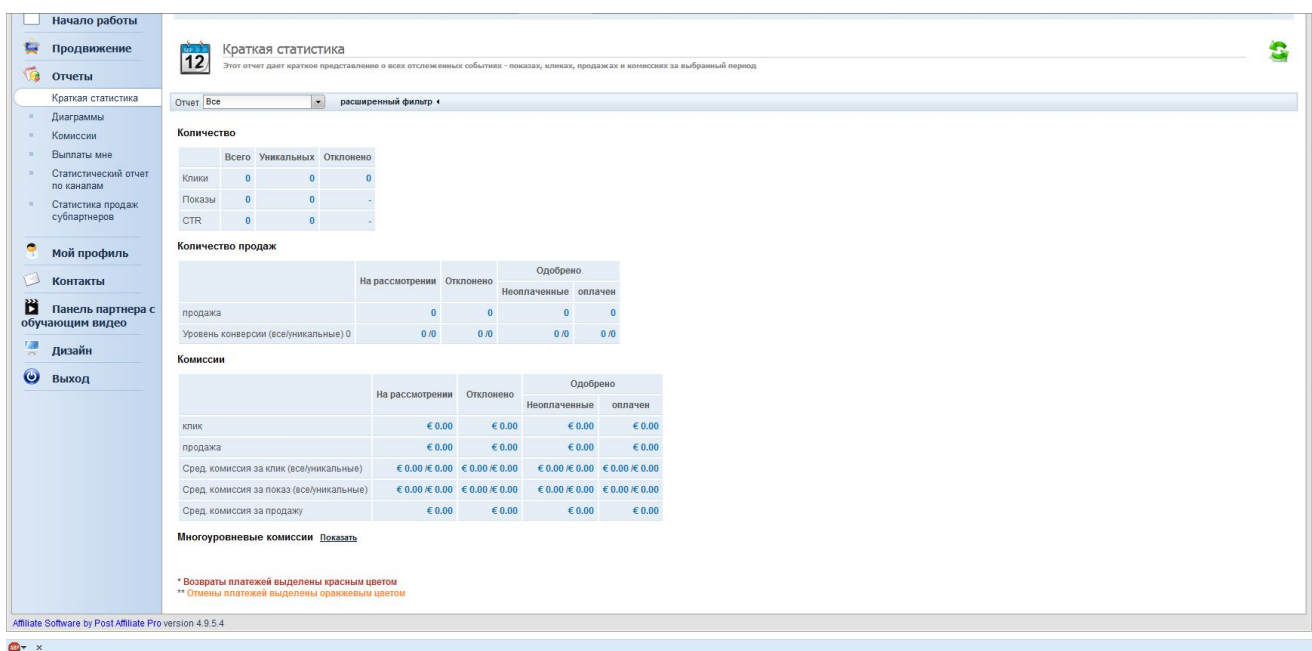 Начало работы
Продвижение
Отчеты
Краткая статистика
Диаграммы
Комиссии
Выплаты мне
Статистический отчет
по каналам
Статистика продаж
субпартнеров
Мой профиль
Контакты
Панель партнера с
обучающим видео
Дизайн
Выход
SEP
12
Краткая статистика
Этот отчет дает краткое представление о всех отслеженных событиях - показах, кликах, продажах и комиссиях за выбранный период
Отчет Все расширенный фильтр
Количество
Всего Уникальных Отклонено
Клики 0 0 0
Показы 0 0 -
CTR 0 0 -
Количество продаж
На рассмотрении Отклонено Одобрено
Неоплаченные оплачен
продажа 0 0 0 0
Уровень конверсии (все/уникальные) 0 0 /0 0 /0 0 /0 0 /0
Комиссии
На рассмотрении Отклонено Одобрено
Неоплаченные оплачен
клик € 0.00 € 0.00 € 0.00 € 0.00
продажа € 0.00 € 0.00 € 0.00 € 0.00
Сред. комиссия за клик (все/уникальные) € 0.00 /€ 0.00 € 0.00 /€ 0.00 € 0.00 /€ 0.00 € 0.00 /€ 0.00
Сред. комиссия за показ (все/уникальные) € 0.00 /€ 0.00 € 0.00 /€ 0.00 € 0.00 /€ 0.00 € 0.00 /€ 0.00
Сред. комиссия за продажу € 0.00 € 0.00 € 0.00 € 0.00
Многоуровневые комиссии Показать
* Возвраты платежей выделены красным цветом
** Отмены платежей выделены оранжевым цветом
Affiliate Software by Post Affiliate Pro version 4.9.5.4
ABP